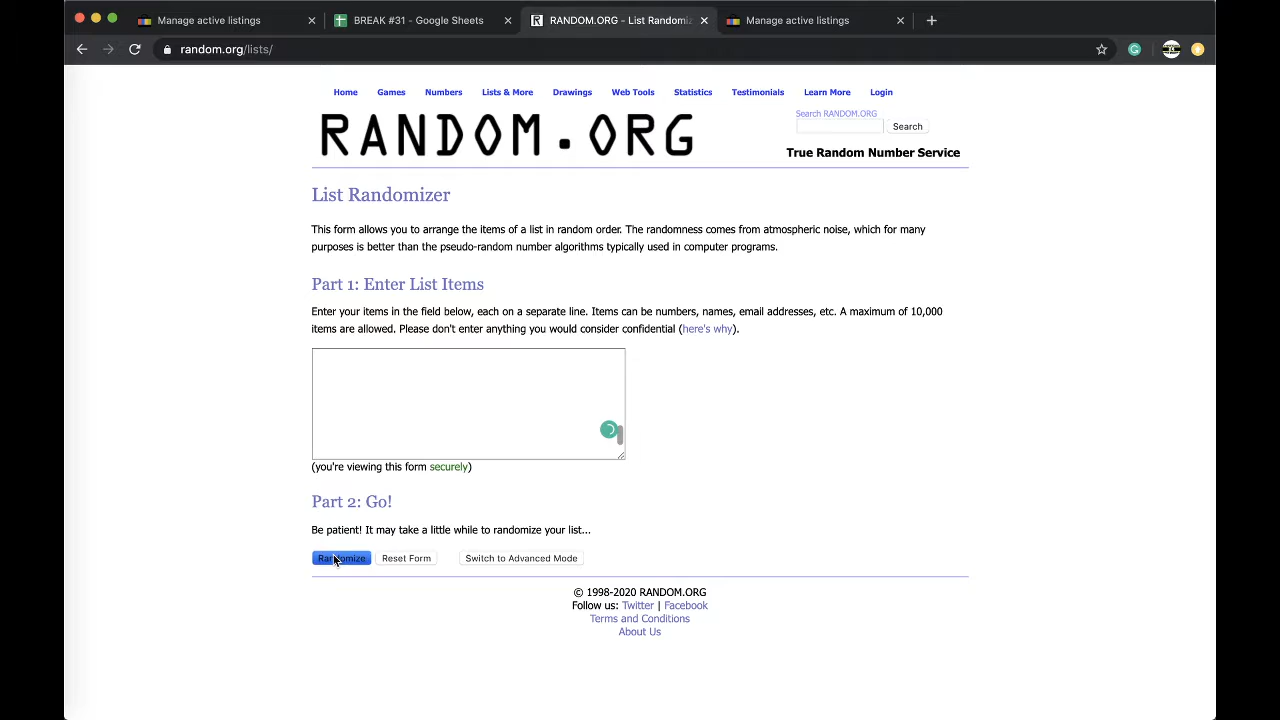 Manage active listings
BREAK #31 - Google Sheets
RANDOM.ORG - List Randomiz
Manage active listings
random.org/lists/
Home Games Numbers Lists & More Drawings Web Tools Statistics Testimonials Learn More Login
RANDOM.ORG
Search RANDOM.ORG
Search
True Random Number Service
List Randomizer
This form allows you to arrange the items of a list in random order. The randomness comes from atmospheric noise, which for many
purposes is better than the pseudo-random number algorithms typically used in computer programs.
Part 1: Enter List Items
Enter your items in the field below, each on a separate line. Items can be numbers, names, email addresses, etc. A maximum of 10,000
items are allowed. Please don't enter anything you would consider confidential (here's why).
(you're viewing this form securely)
Part 2: Go!
Be patient! It may take a little while to randomize your list...
Randomize Reset Form Switch to Advanced Mode
© 1998-2020 RANDOM.ORG
Follow us: Twitter | Facebook
Terms and Conditions
About Us